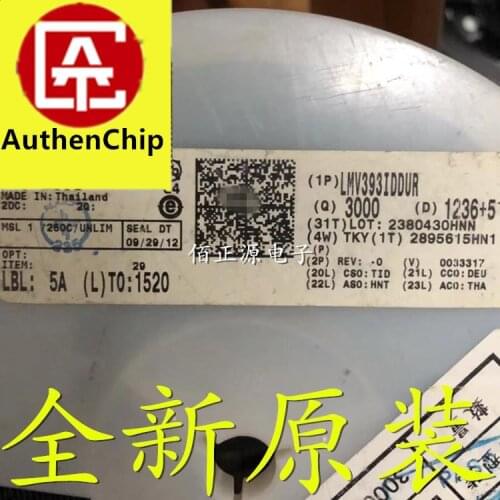 AuthenChip
MADE IN:Thailand
2DC: 2Q:
MSL 1 /260C/UNLIM SEAL DT
09/29/12
OPT:
ITEM: 20
LBL: 5A (L)TO:1520
(1P) LMV393IDDUR
(Q) 3000 (D) 1236+5
(31T)LOT: 2380430HNN
(4W) TKY(1T) 2895615HN1
(P)
(2P) REV: -0 (V) 0033317
(20L) CSO:TID (21L) CCO:DEU
(22L) ASO:HNT (23L) ACO:THA
佰正源电子
全新原装